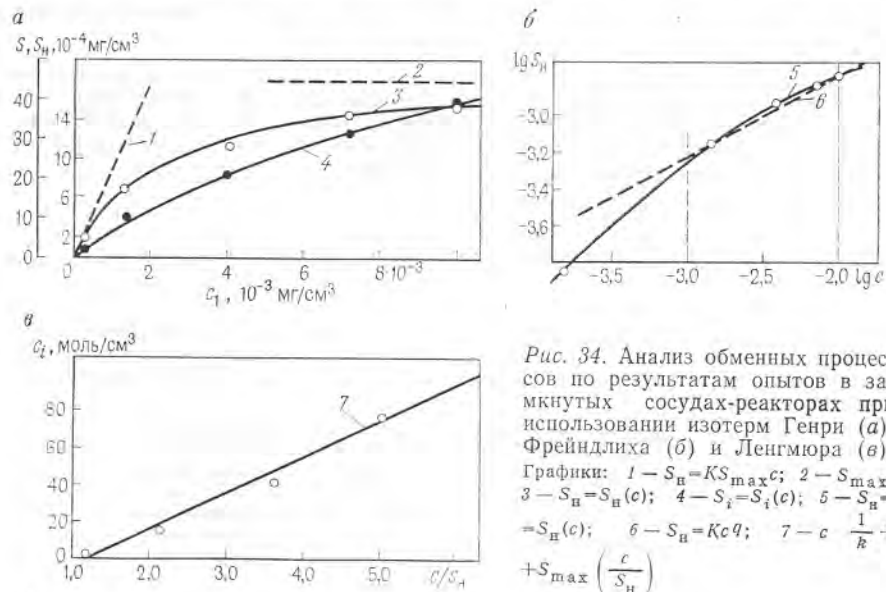 а
S, Sн, 10⁻⁴ мг/см³
40
30
20
10
0
14
10
6
2
0
2
4
6
8·10⁻³
1
2
3
4
c₁, 10⁻³ мг/см³
б
lg Sн
−3,0
−3,2
−3,6
−3,5
−3,0
−2,5
−2,0
lg c
5
6
в
cᵢ, моль/см³
80
60
40
20
0
1,0
2,0
3,0
4,0
5,0
c/Sн
7
Рис. 34. Анализ обменных процес
сов по результатам опытов в за
мкнутых сосудах-реакторах при
использовании изотерм Генри (а)
Фрейндлиха (б) и Ленгмюра (в)
Графики: 1 — Sн=KSmaxc; 2 — Smax
3 — Sн=Sн(c); 4 — Sᵢ=Sᵢ(c); 5 — Sн=
=Sн(c); 6 — Sн=Kcq; 7 — c 1/k +
+Smax (c/Sн)